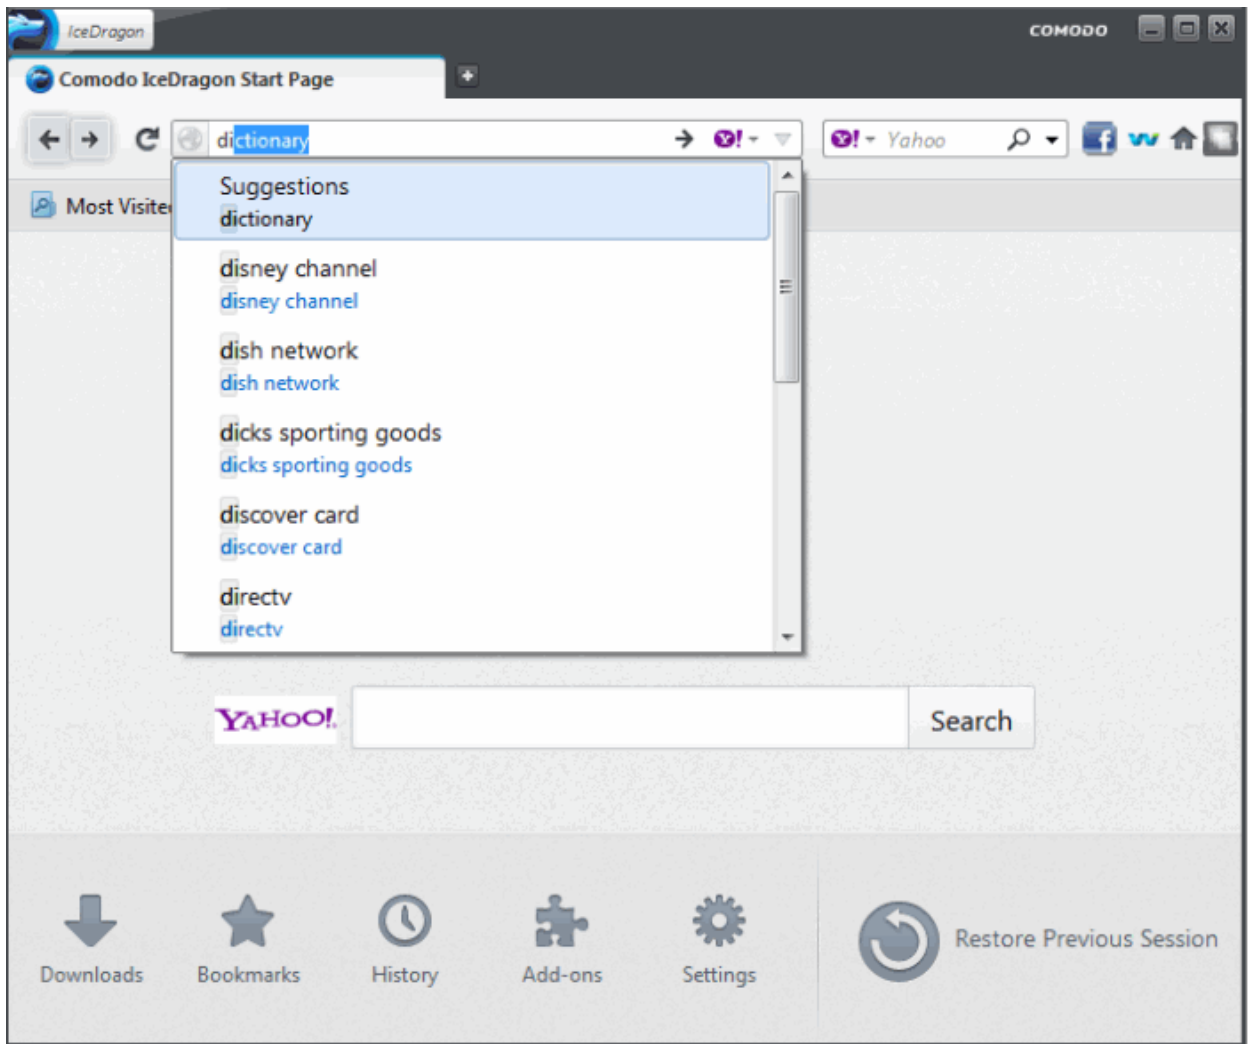 IceDragon
COMODO
Comodo IceDragon Start Page
dictionary
Y! Yahoo
Most Visite
Suggestions
dictionary
disney channel
disney channel
dish network
dish network
dicks sporting goods
dicks sporting goods
discover card
discover card
directv
directv
YAHOO!
Search
Downloads
Bookmarks
History
Add-ons
Settings
Restore Previous Session